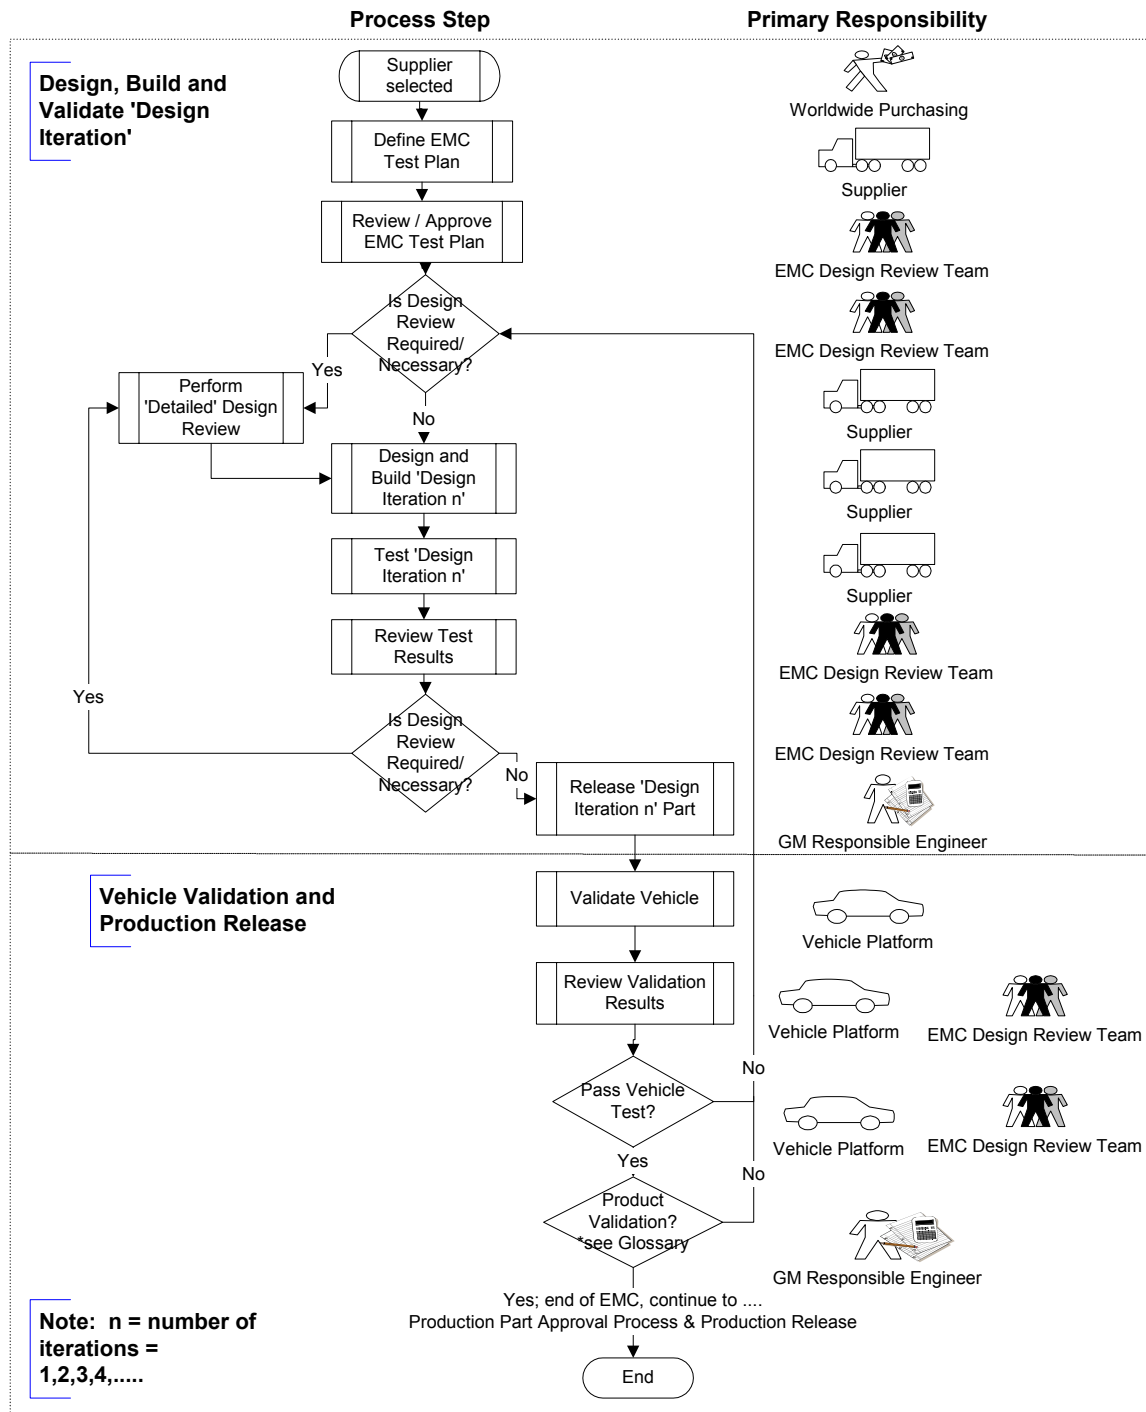 Process Step
Primary Responsibility
Design, Build and
Validate 'Design
Iteration'
Supplier
selected
Worldwide Purchasing
Define EMC
Test Plan
Supplier
Review / Approve
EMC Test Plan
EMC Design Review Team
Is Design
Review
Required/
Necessary?
EMC Design Review Team
Yes
Perform
'Detailed' Design
Review
No
Supplier
Design and
Build 'Design
Iteration n'
Supplier
Test 'Design
Iteration n'
Supplier
Review Test
Results
EMC Design Review Team
Yes
Is Design
Review
Required/
Necessary?
EMC Design Review Team
No
Release 'Design
Iteration n' Part
GM Responsible Engineer
Vehicle Validation and
Production Release
Validate Vehicle
Vehicle Platform
Review Validation
Results
Vehicle Platform
EMC Design Review Team
No
Pass Vehicle
Test?
Vehicle Platform
EMC Design Review Team
Yes
No
Product
Validation?
*see Glossary
GM Responsible Engineer
Yes; end of EMC, continue to ....
Production Part Approval Process & Production Release
Note: n = number of
iterations =
1,2,3,4,.....
End